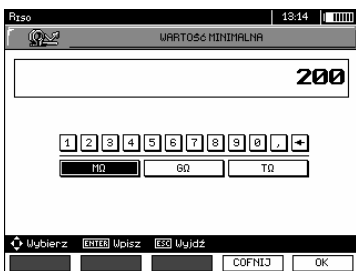 RISO 13:14
WARTOŚĆ MINIMALNA
200
1 2 3 4 5 6 7 8 9 0 , ←
MΩ GΩ TΩ
Wybierz ENTER Wpisz ESC Wyjdź
COFNIJ OK